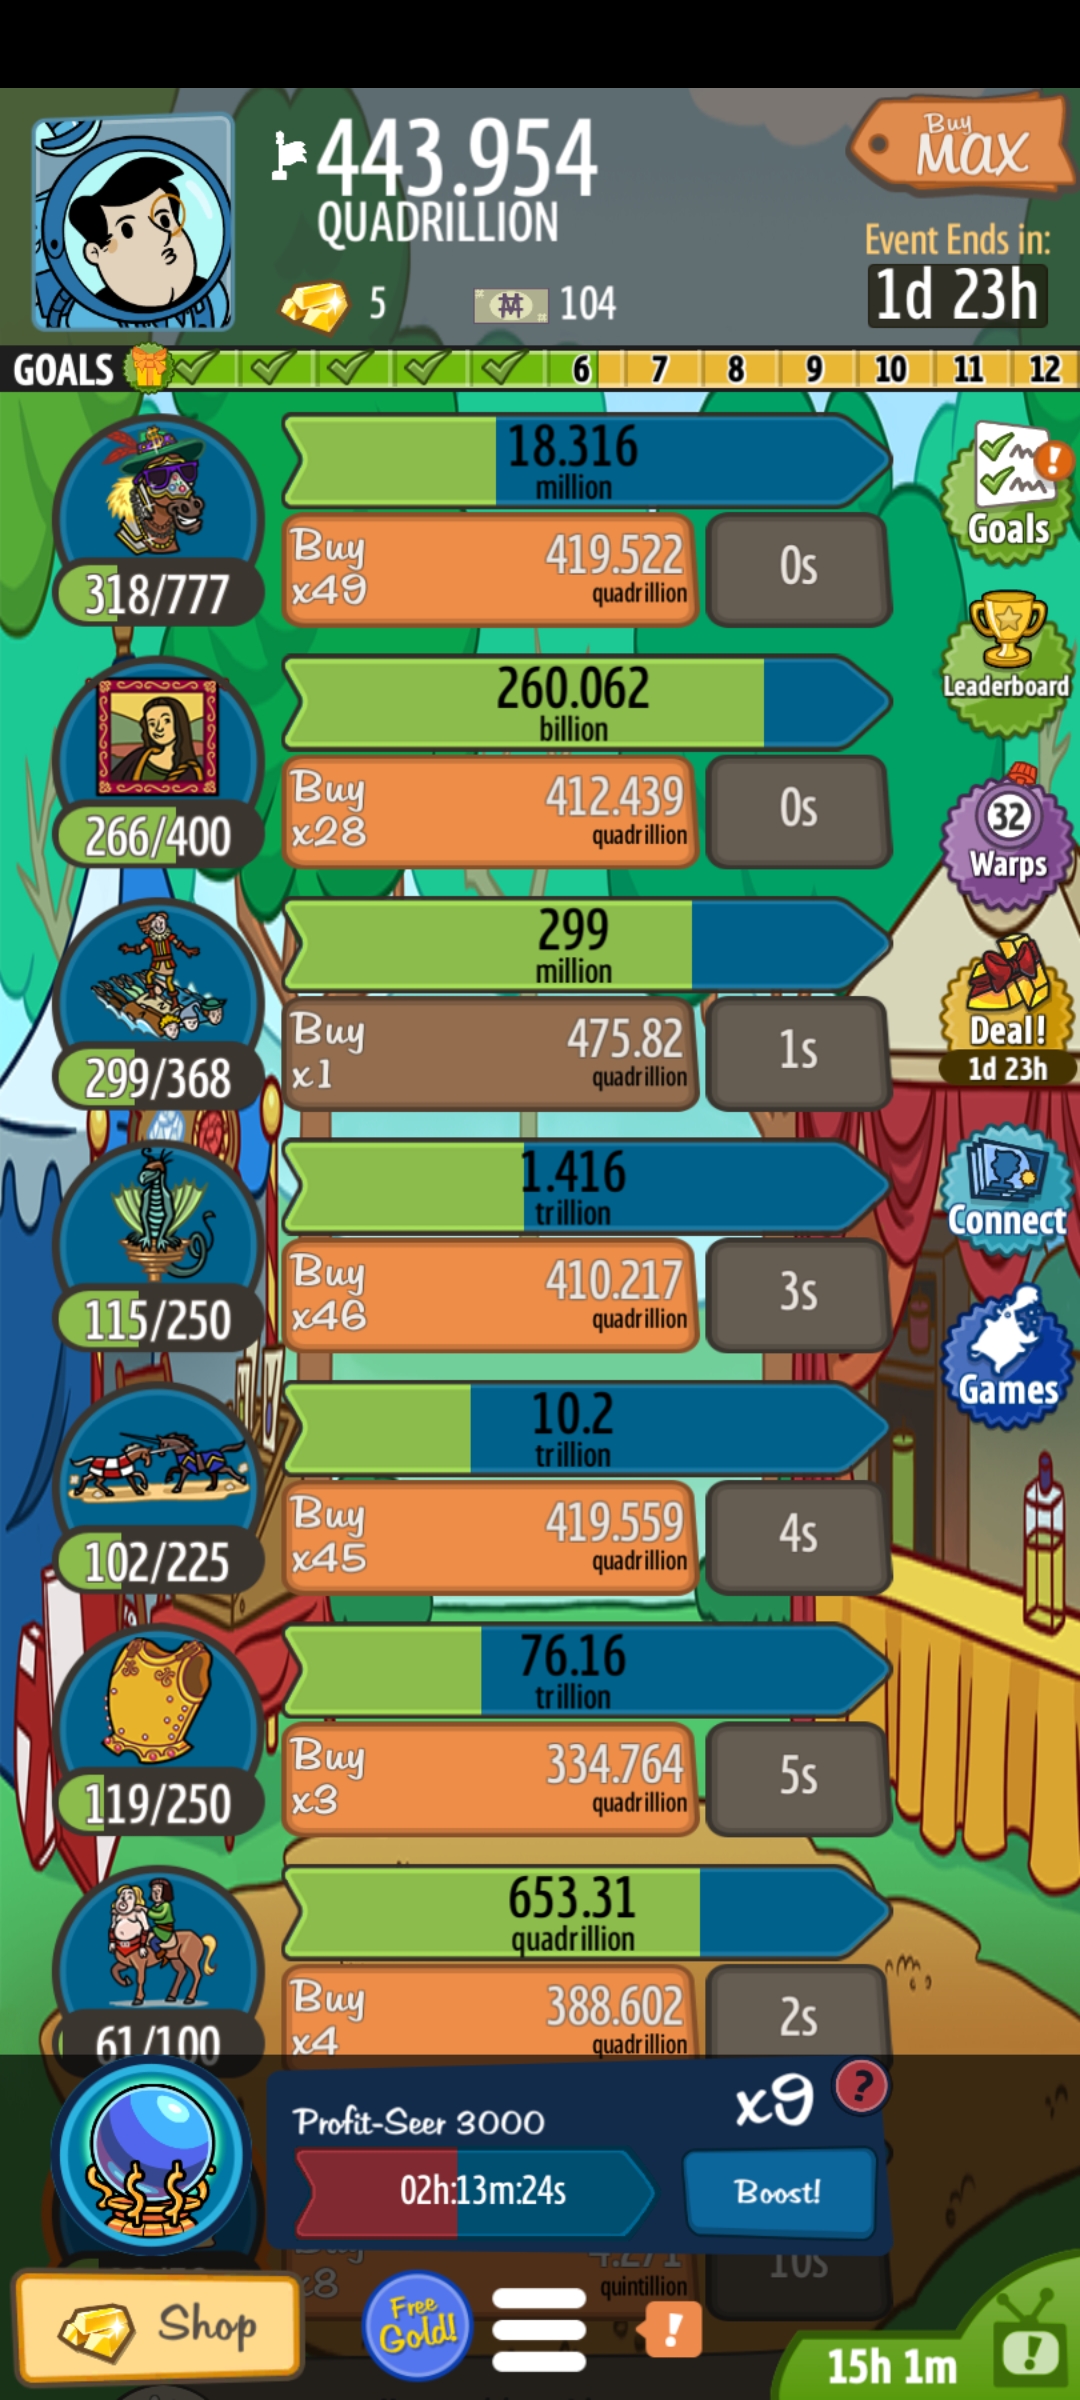 443.954
QUADRILLION
Buy
MAX
5
104
Event Ends in:
1d 23h
GOALS
6
7
8
9
10
11
12
18.316
million
Buy
x49
419.522
quadrillion
0s
318/777
Goals
260.062
billion
Leaderboard
Buy
x28
412.439
quadrillion
0s
266/400
32
Warps
299
million
Buy
x1
475.82
quadrillion
1s
299/368
Deal!
1d 23h
1.416
trillion
Connect
Buy
x46
410.217
quadrillion
3s
115/250
Games
10.2
trillion
Buy
x45
419.559
quadrillion
4s
102/225
76.16
trillion
Buy
x3
334.764
quadrillion
5s
119/250
653.31
quadrillion
Buy
x4
388.602
quadrillion
2s
61/100
Profit-Seer 3000
x9
?
02h:13m:24s
Boost!
Buy
x8
4.271
quintillion
10s
Shop
Free
Gold!
!
15h 1m
!